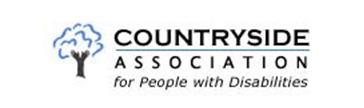 COUNTRYSIDE
ASSOCIATION
for People with Disabilities